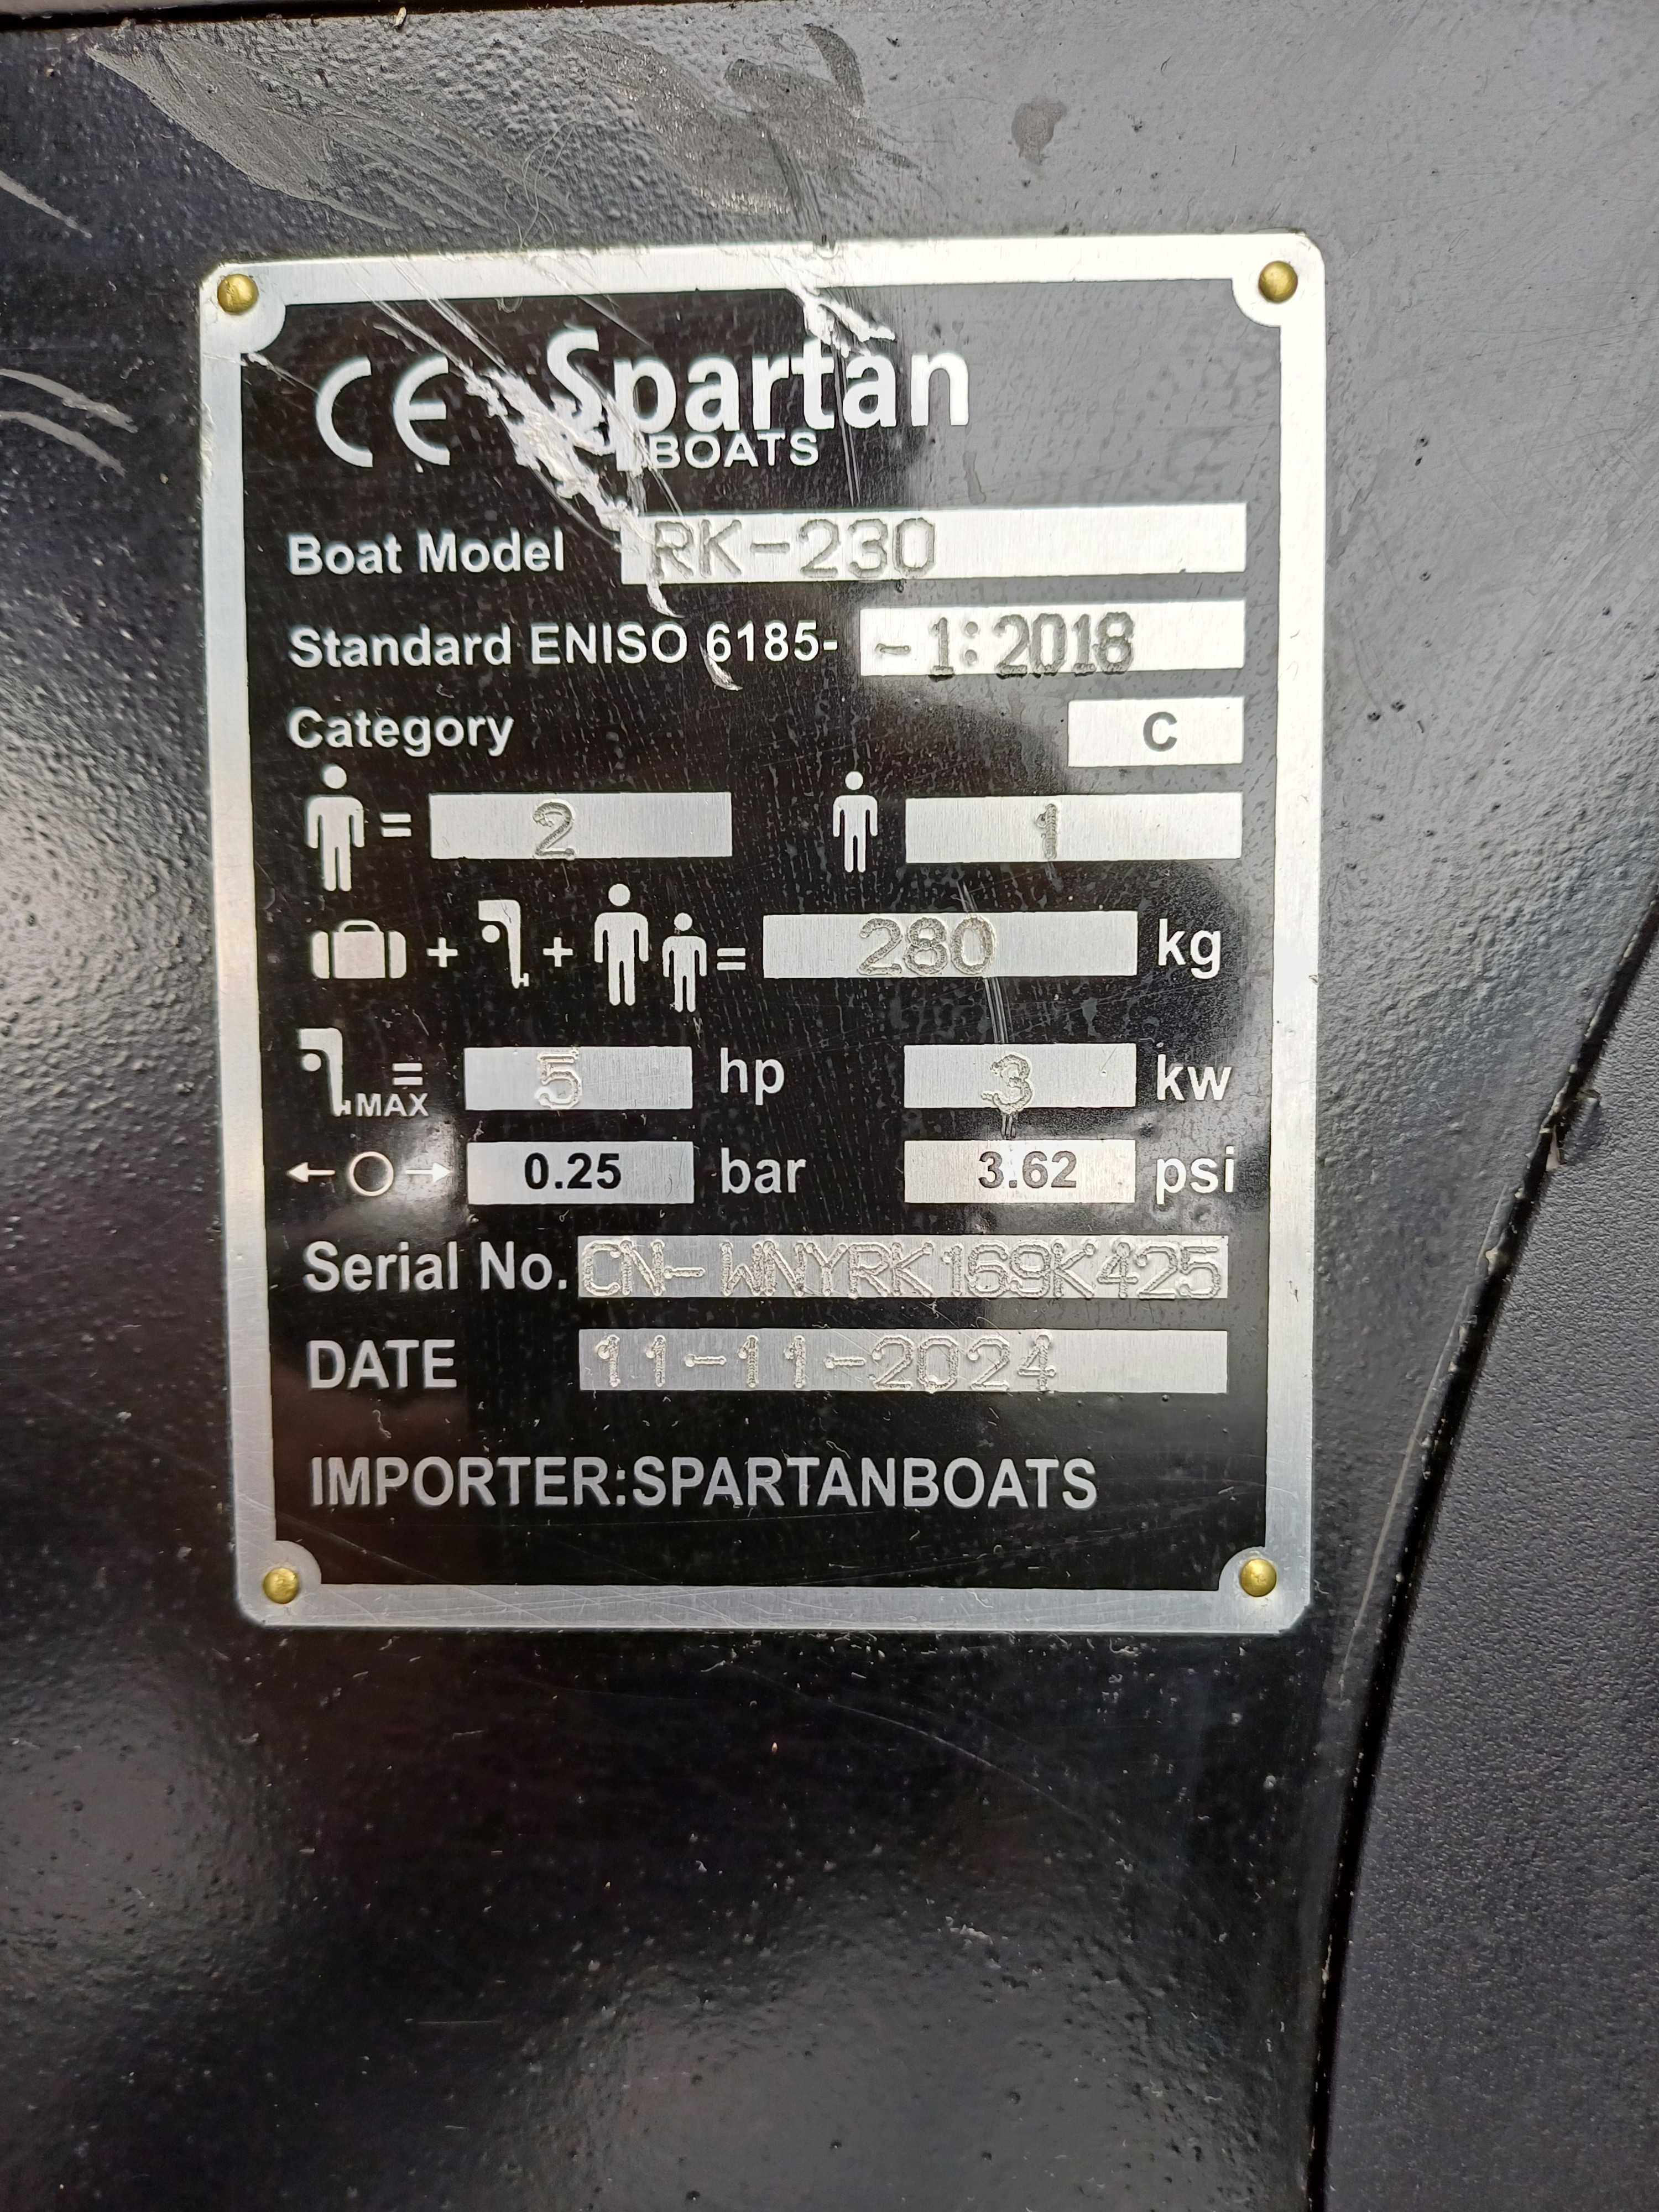 CE Spartan
BOATS
Boat Model RK-230
Standard ENISO 6185- -1:2018
Category C
= 2 1
+ + = 280 kg
MAX = 5 hp 3 kw
0.25 bar 3.62 psi
Serial No. CN-WNYRK169K425
DATE 11-11-2024
IMPORTER:SPARTANBOATS